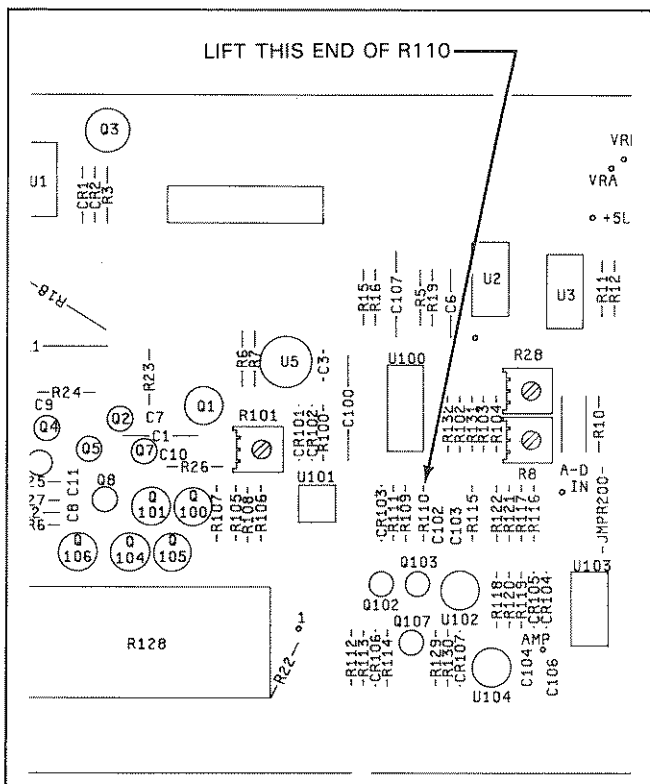 LIFT THIS END OF R110
Q3
VRA
U1
CR1
CR2
R3
+5L
R18
R15
R16
C107
R5
R19
C6
U2
U3
R11
R12
R6
R7
U5
C3
U100
R28
R24
R23
C9
Q4
Q2
C7
Q1
R101
CR101
CR102
R100
C100
R132
R102
R131
R103
R104
R10
C1
Q5
Q7
C10
R26
R8
A-D
IN
C11
Q8
Q
101
Q
100
R107
R105
R108
R106
U101
CR103
R111
R109
R110
C102
C103
R115
R122
R121
R117
R116
JMPR200
C8
R6
Q
106
Q
104
Q
105
Q103
U103
Q102
U102
R118
R120
R119
CR105
CR104
R128
1
R22
Q107
R112
R113
CR106
R114
R129
R130
CR107
AMP
U104
C104
C106